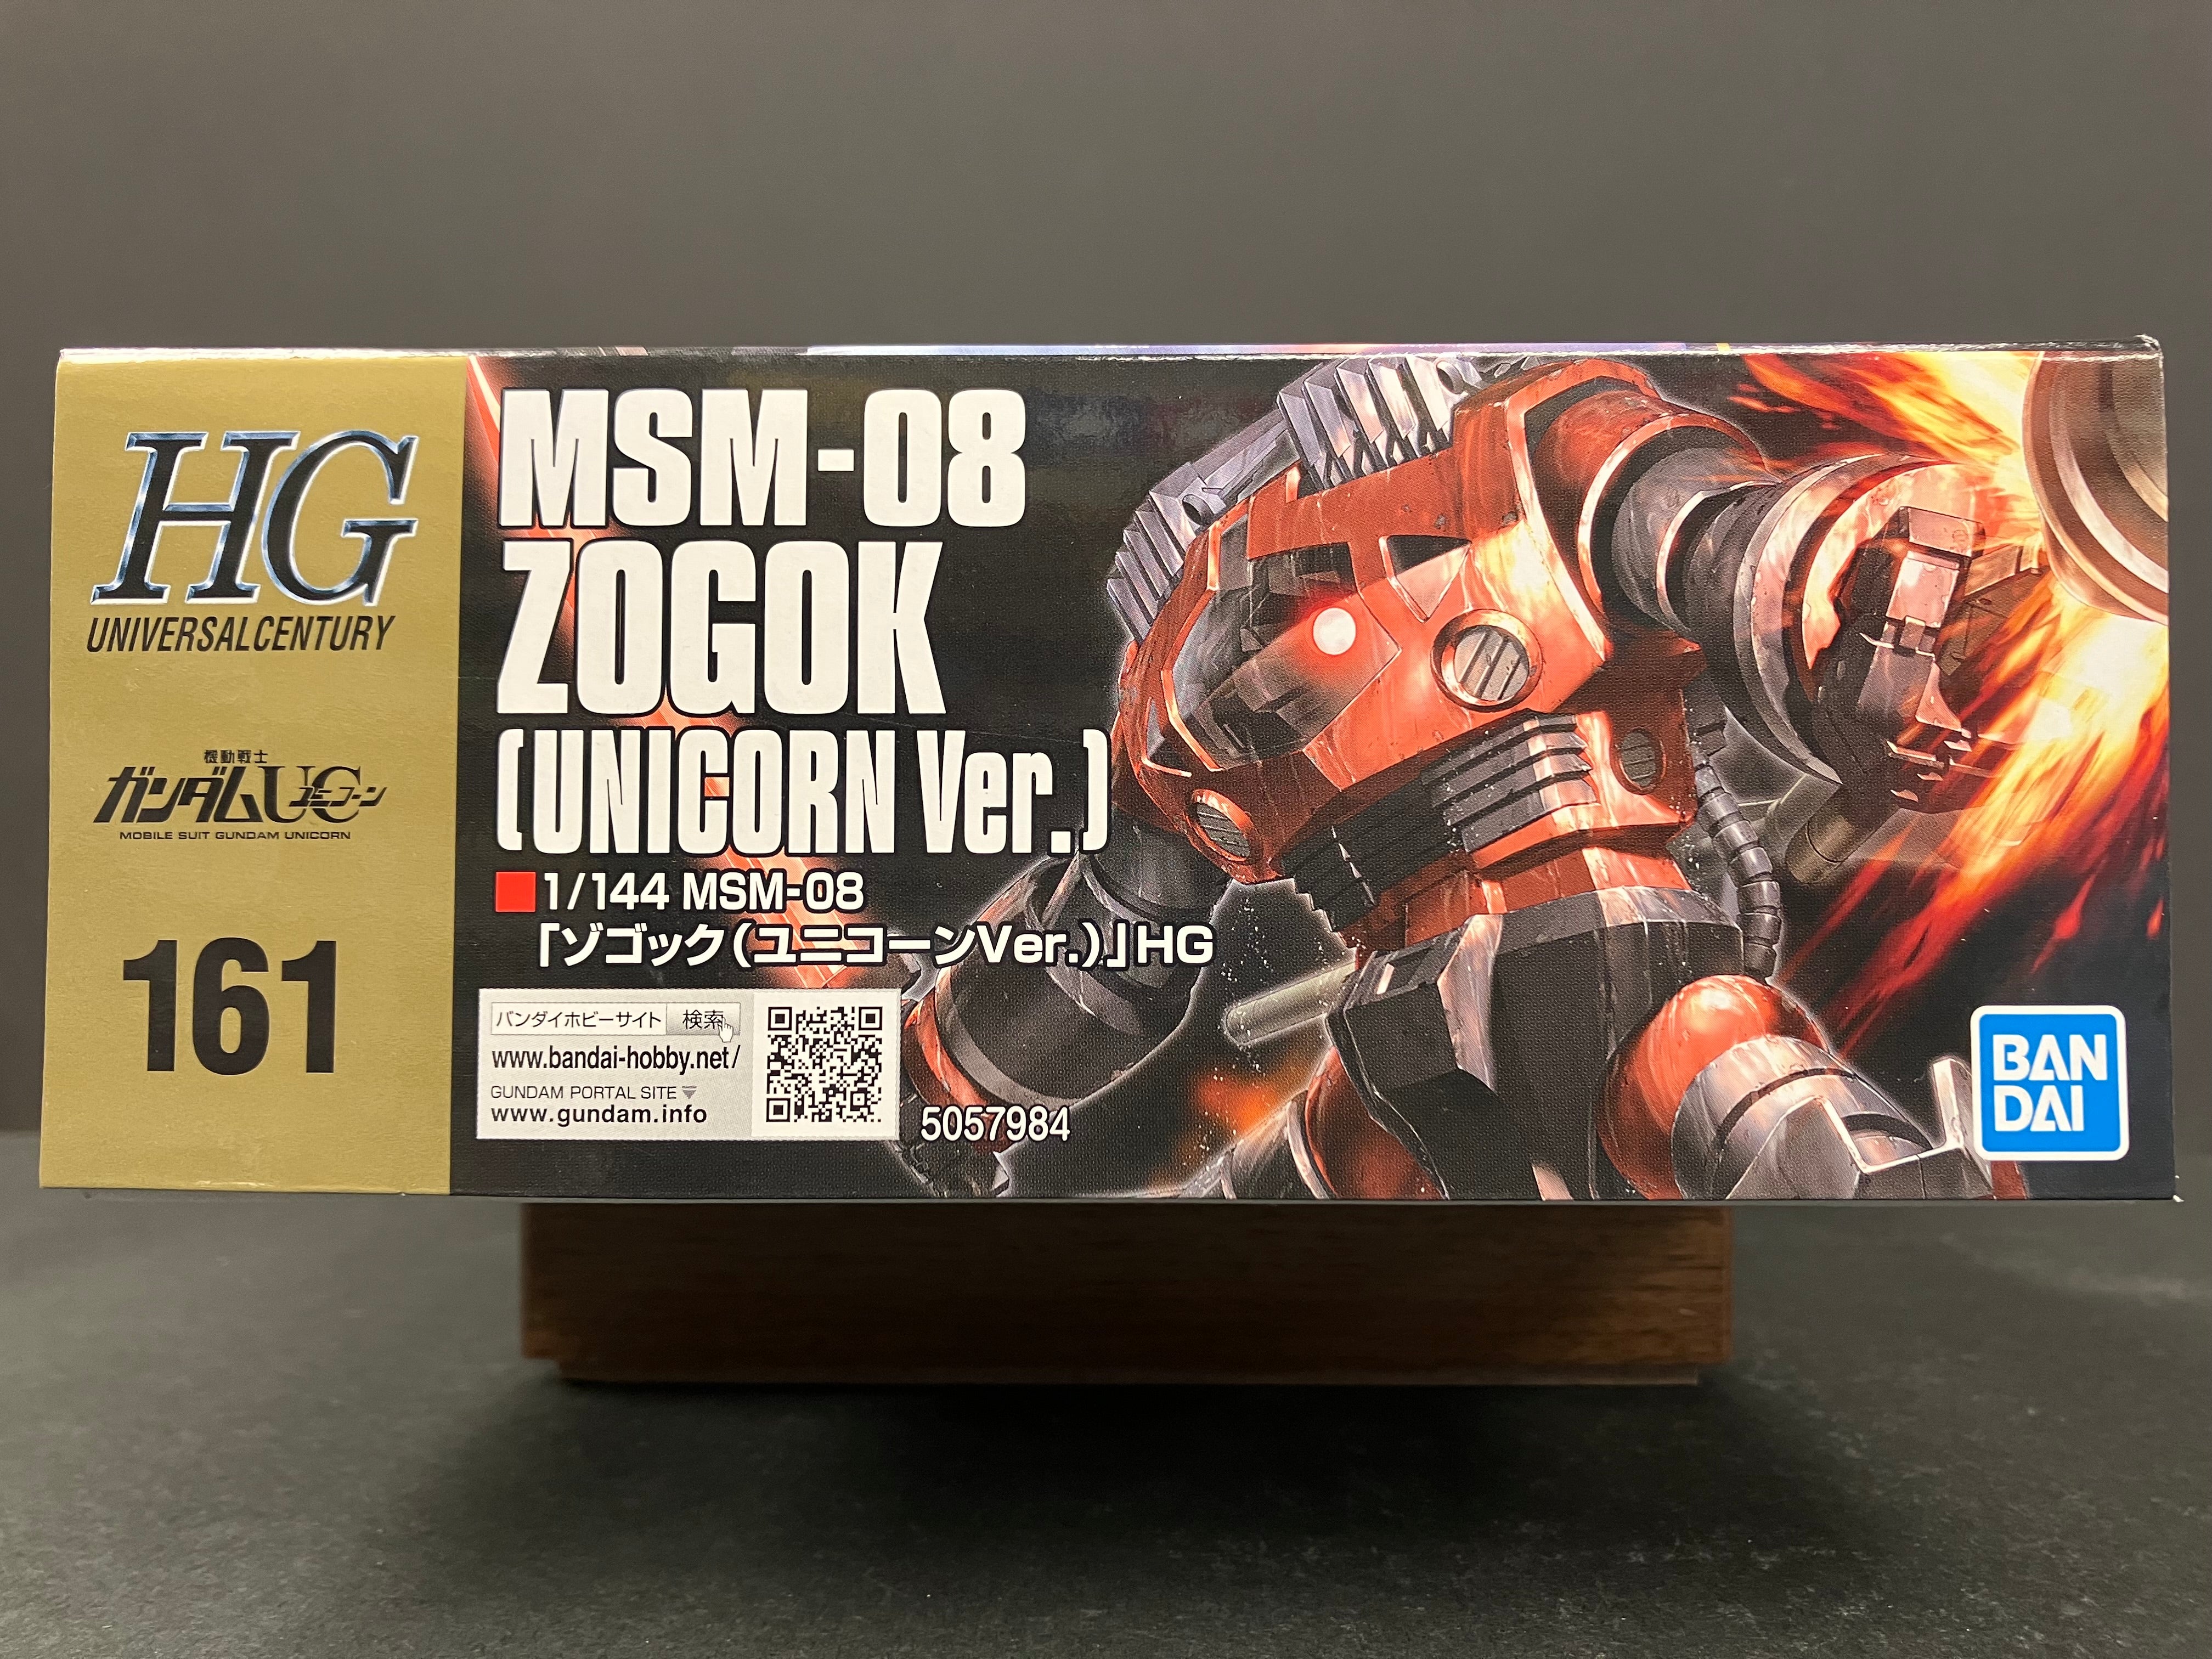 HG
UNIVERSALCENTURY
機動戦士
ガンダムUC
ユニコーン
MOBILE SUIT GUNDAM UNICORN
161
MSM-08
ZOGOK
(UNICORN Ver.)
■1/144 MSM-08
「ゾゴック(ユニコーンVer.)」HG
バンダイホビーサイト 検索
www.bandai-hobby.net/
GUNDAM PORTAL SITE▼
www.gundam.info
5057984
BAN
DAI